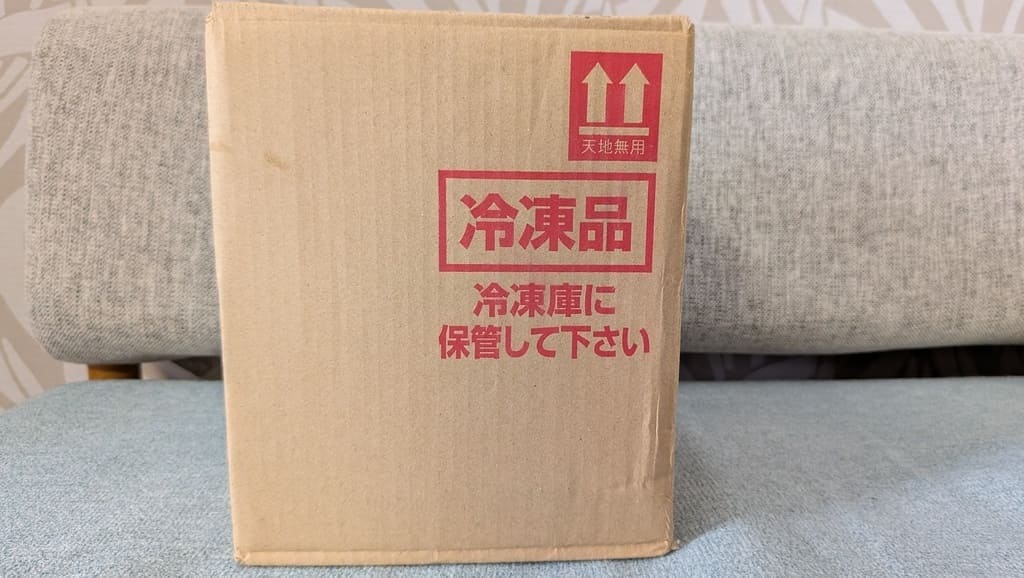 天地無用
冷凍品
冷凍庫に
保管して下さい